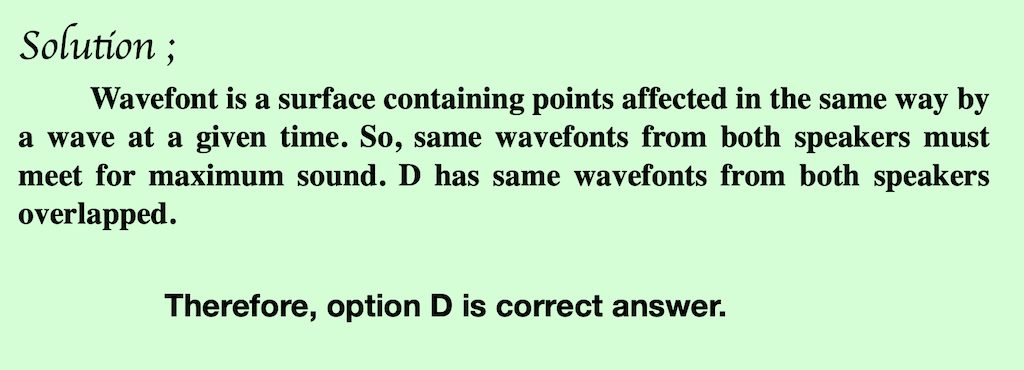 Solution ;
Wavefont is a surface containing points affected in the same way by
a wave at a given time. So, same wavefonts from both speakers must
meet for maximum sound. D has same wavefonts from both speakers
overlapped.
Therefore, option D is correct answer.